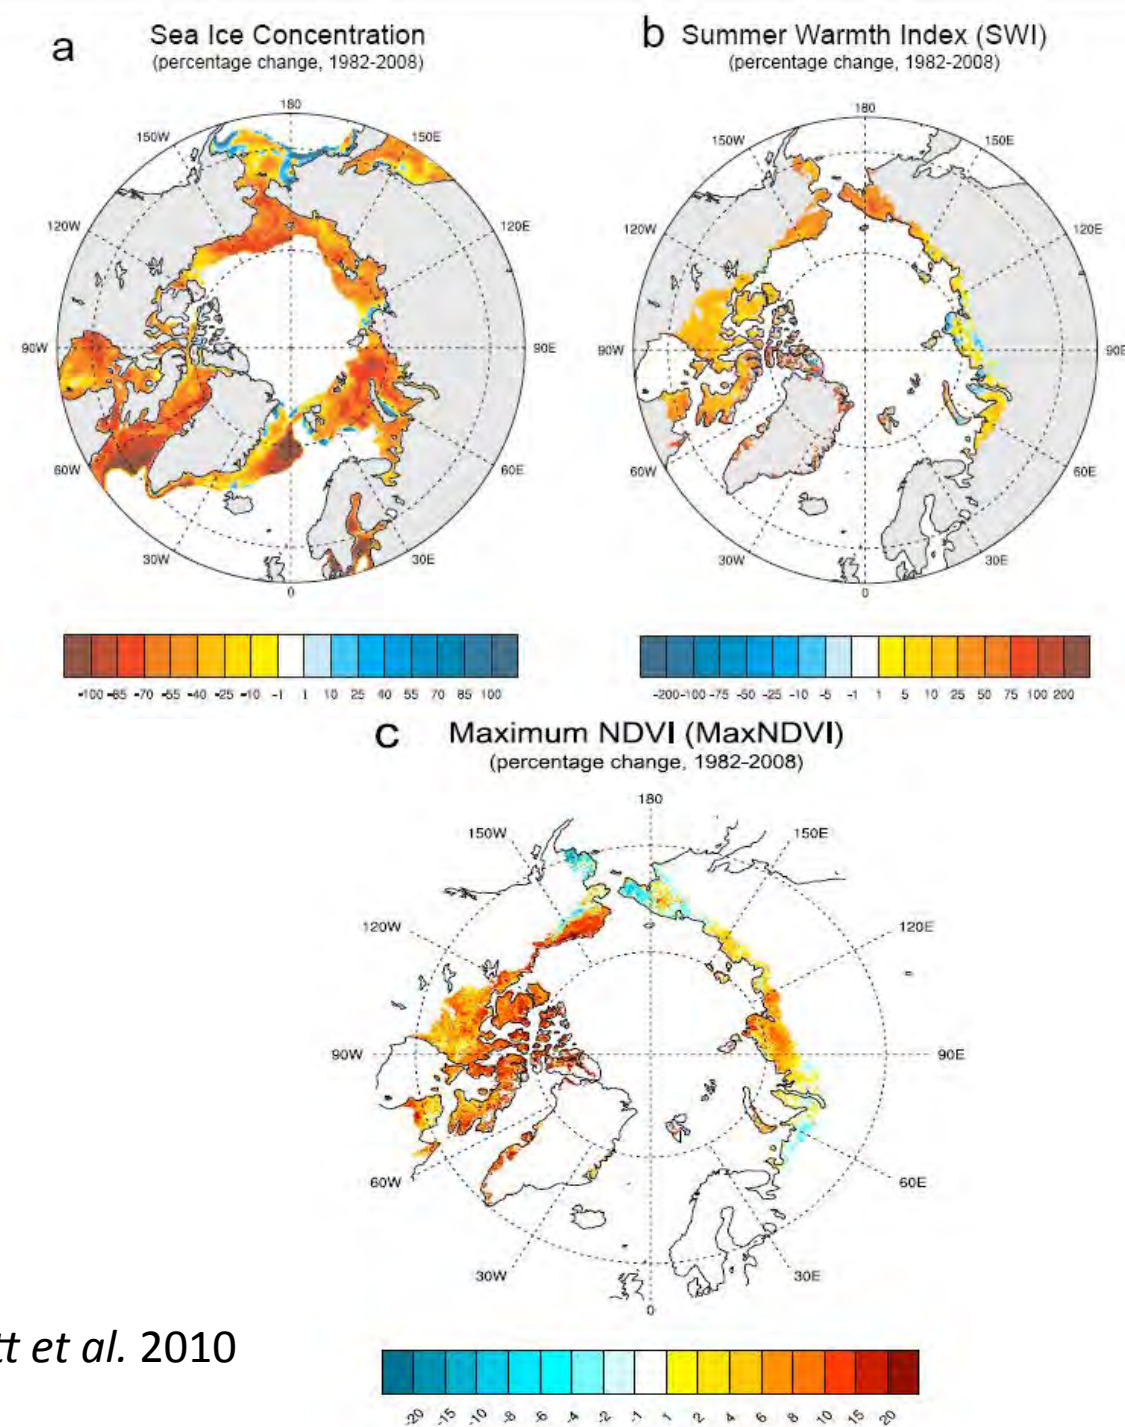 a
Sea Ice Concentration
(percentage change, 1982-2008)
180
150W
150E
120W
120E
90W
90E
60W
60E
30W
30E
0
-100 -85 -70 -55 -40 -25 -10 -1 1 10 25 40 55 70 85 100
b
Summer Warmth Index (SWI)
(percentage change, 1982-2008)
180
150W
150E
120W
120E
90W
90E
60W
60E
30W
30E
0
-200 -100 -75 -50 -25 -10 -5 -1 1 5 10 25 50 75 100 200
c
Maximum NDVI (MaxNDVI)
(percentage change, 1982-2008)
180
150W
150E
120W
120E
90W
90E
60W
60E
30W
30E
0
-20 -15 -10 -8 -6 -4 -2 -1 1 2 4 6 8 10 15 20
et al. 2010